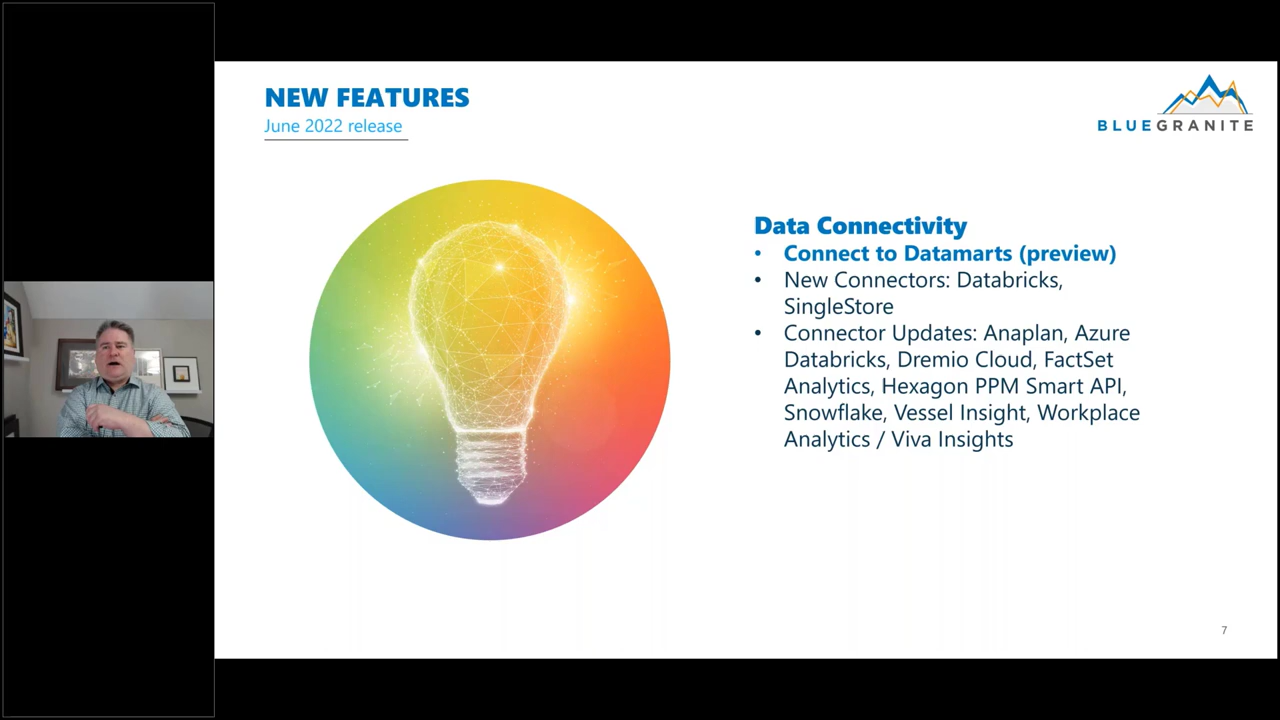 NEW FEATURES
June 2022 release
BLUEGRANITE
Data Connectivity
• Connect to Datamarts (preview)
• New Connectors: Databricks,
SingleStore
• Connector Updates: Anaplan, Azure
Databricks, Dremio Cloud, FactSet
Analytics, Hexagon PPM Smart API,
Snowflake, Vessel Insight, Workplace
Analytics / Viva Insights
7